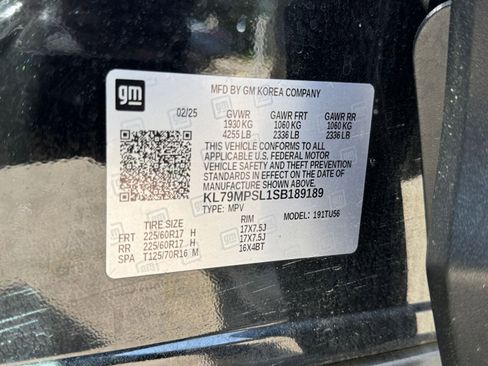 gm
MFD BY GM KOREA COMPANY
02/25 GVWR GAWR FRT GAWR RR
1930 KG 1060 KG 1060 KG
4255 LB 2336 LB 2336 LB
THIS VEHICLE CONFORMS TO ALL APPLICABLE
U.S. FEDERAL MOTOR VEHICLE SAFETY AND THEFT PREVENTION
STANDARDS IN EFFECT ON THE DATE OF
MANUFACTURE SHOWN ABOVE.
KL79MPSL1SB189189
TYPE: MPV MODEL: 191TU56
TIRE SIZE RIM
FRT 225/60R17 H 17X7.5J
RR 225/60R17 H 17X7.5J
SPA T125/70R16 M 16X4BT